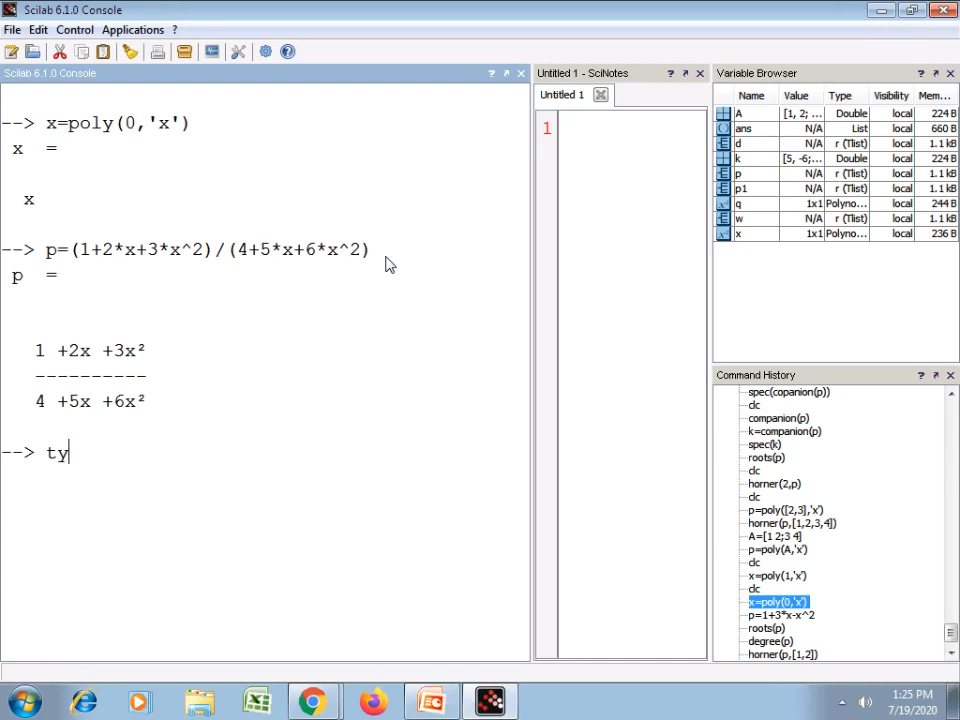 Scilab 6.1.0 Console
File Edit Control Applications ?
Scilab 6.1.0 Console
--> x=poly(0,'x')
x =
x
--> p=(1+2*x+3*x^2)/(4+5*x+6*x^2)
p =
1 +2x +3x²
----------
4 +5x +6x²
--> ty
Untitled 1 - SciNotes
Untitled 1
1
Variable Browser
Name Value Type Visibility Mem...
A [1, 2; ... Double local 224 B
ans N/A List local 660 B
d N/A r (Tlist) local 1.1 kB
k [5, -6;... Double local 224 B
p N/A r (Tlist) local 1.1 kB
p1 N/A r (Tlist) local 1.1 kB
q 1x1 Polyno... local 244 B
w N/A r (Tlist) local 1.1 kB
x 1x1 Polyno... local 236 B
Command History
spec(copanion(p))
clc
companion(p)
k=companion(p)
spec(k)
roots(p)
clc
horner(2,p)
clc
p=poly([2,3],'x')
horner(p,[1,2,3,4])
A=[1 2;3 4]
p=poly(A,'x')
clc
x=poly(1,'x')
clc
x=poly(0,'x')
p=1+3*x-x^2
roots(p)
degree(p)
horner(p,[1,2])
1:25 PM
7/19/2020